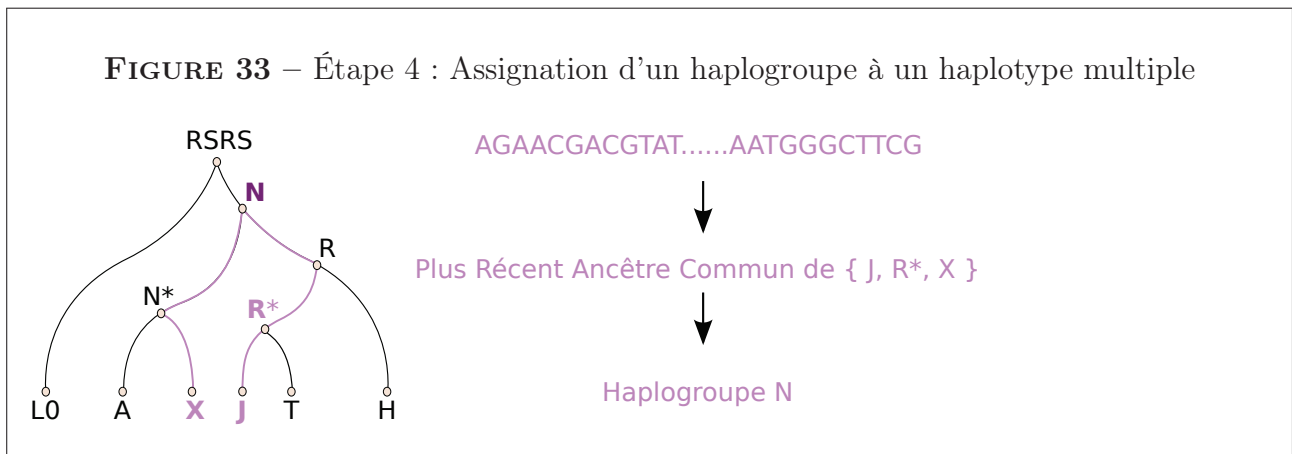 FIGURE 33 – Étape 4 : Assignation d'un haplogroupe à un haplotype multiple
RSRS
AGAACGACGTAT......AATGGGCTTCG
N
R
Plus Récent Ancêtre Commun de { J, R*, X }
N*
R*
Haplogroupe N
L0 A X J T H